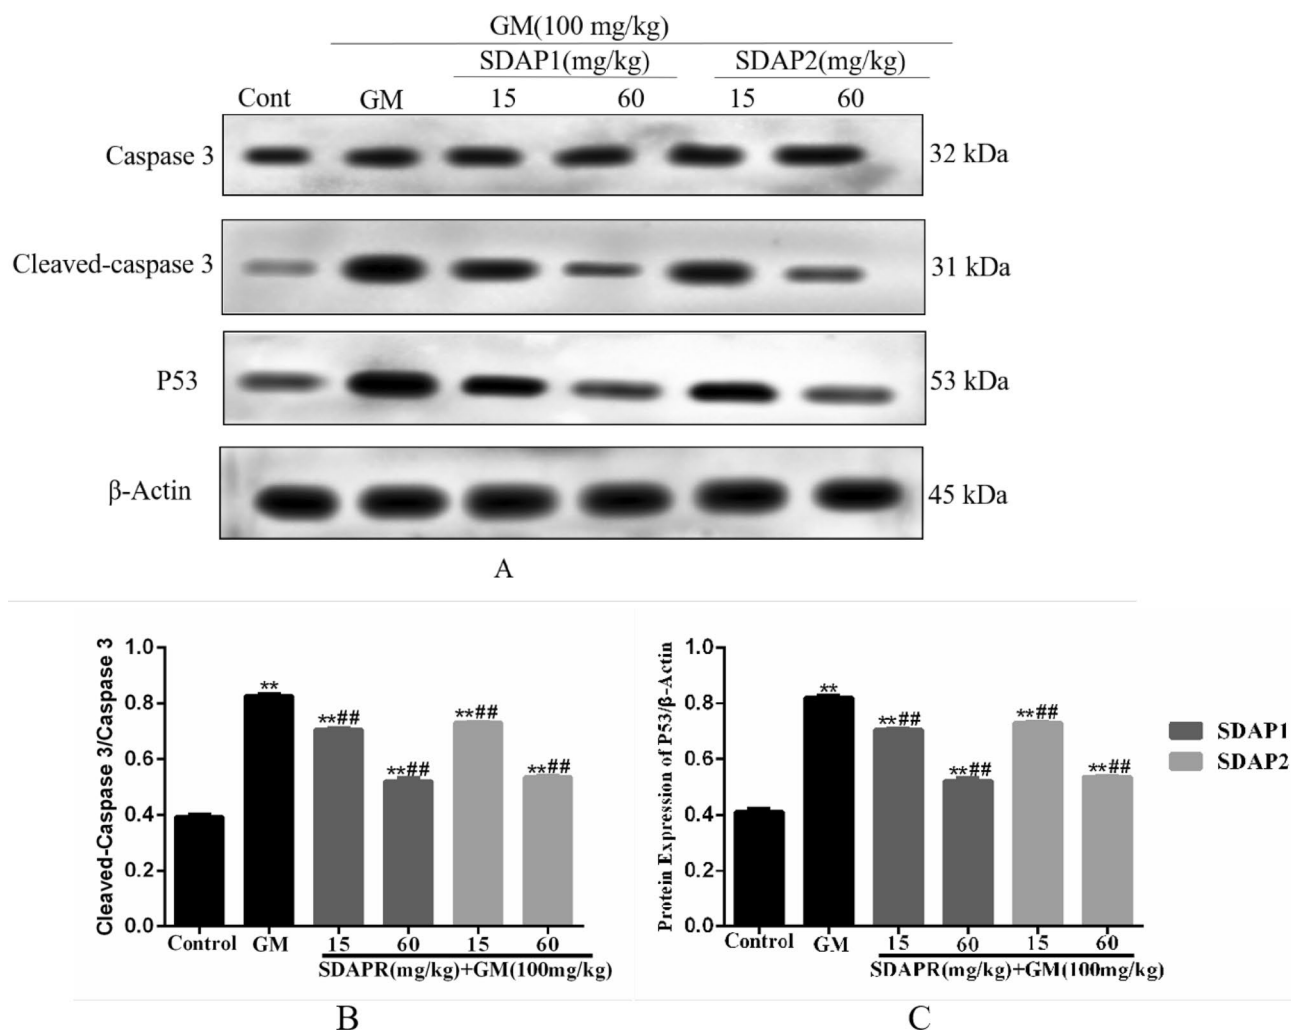 GM(100 mg/kg)
SDAP1(mg/kg) SDAP2(mg/kg)
Cont GM 15 60 15 60
Caspase 3 32 kDa
Cleaved-caspase 3 31 kDa
P53 53 kDa
β-Actin 45 kDa
A
Cleaved-Caspase 3/Caspase 3
1.0
0.8
0.6
0.4
0.2
0.0
**
**##
**##
**##
**##
Control GM 15 60 15 60
SDAPR(mg/kg)+GM(100mg/kg)
B
Protein Expression of P53/β-Actin
1.0
0.8
0.6
0.4
0.2
0.0
**
**##
**##
**##
**##
Control GM 15 60 15 60
SDAPR(mg/kg)+GM(100mg/kg)
C
SDAP1
SDAP2